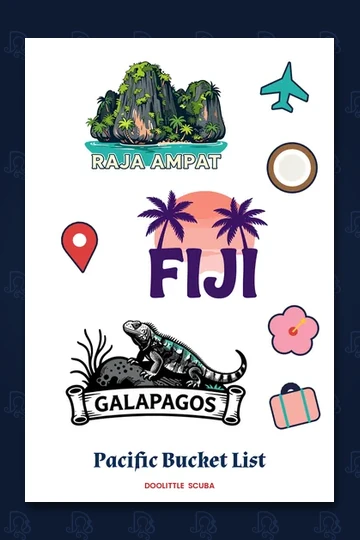 RAJA AMPAT
FIJI
GALAPAGOS
Pacific Bucket List
DOOLITTLE SCUBA